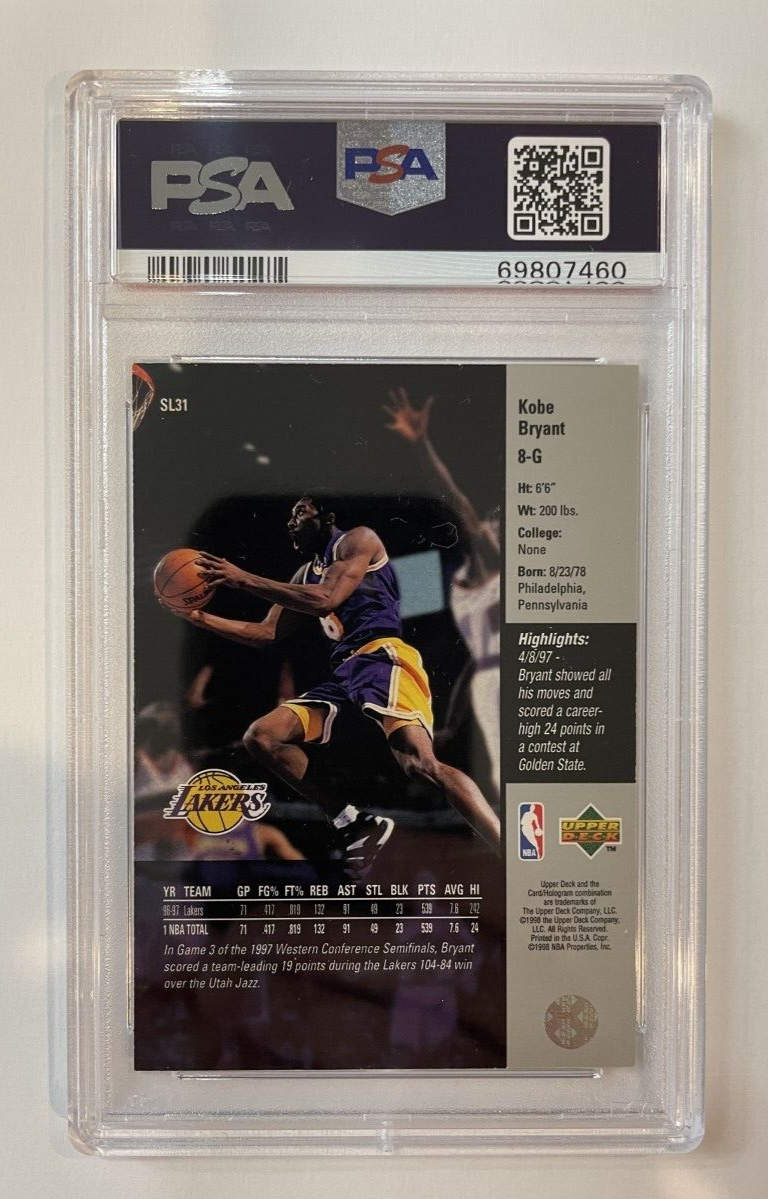 PSA
PSA
69807460
SL31
Kobe
Bryant
8-G
Ht: 6'6"
Wt: 200 lbs.
College:
None
Born: 8/23/78
Philadelphia,
Pennsylvania
Highlights:
4/8/97 -
Bryant showed all
his moves and
scored a career-
high 24 points in
a contest at
Golden State.
LOS ANGELES
LAKERS
NBA
UPPER
DECK
TM
YR TEAM GP FG% FT% REB AST STL BLK PTS AVG HI
96-97 Lakers 71 .417 .819 132 91 49 23 539 7.6 242
1 NBA TOTAL 71 .417 .819 132 91 49 23 539 7.6 24
In Game 3 of the 1997 Western Conference Semifinals, Bryant
scored a team-leading 19 points during the Lakers 104-84 win
over the Utah Jazz.
Upper Deck and the
Card/Hologram combination
are trademarks of
The Upper Deck Company, LLC.
©1998 the Upper Deck Company,
LLC. All Rights Reserved.
Printed in the U.S.A. Copr.
©1998 NBA Properties, Inc.